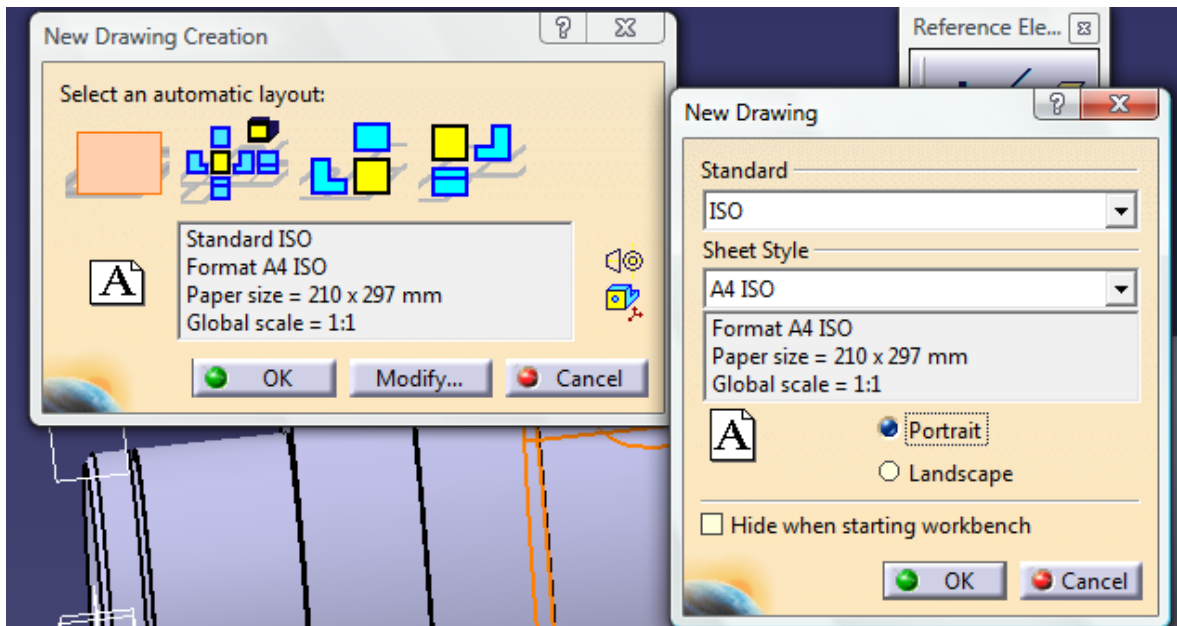 New Drawing Creation
Select an automatic layout:
A
Standard ISO
Format A4 ISO
Paper size = 210 x 297 mm
Global scale = 1:1
OK
Modify...
Cancel
Reference Ele...
New Drawing
Standard
ISO
Sheet Style
A4 ISO
Format A4 ISO
Paper size = 210 x 297 mm
Global scale = 1:1
A
Portrait
Landscape
Hide when starting workbench
OK
Cancel